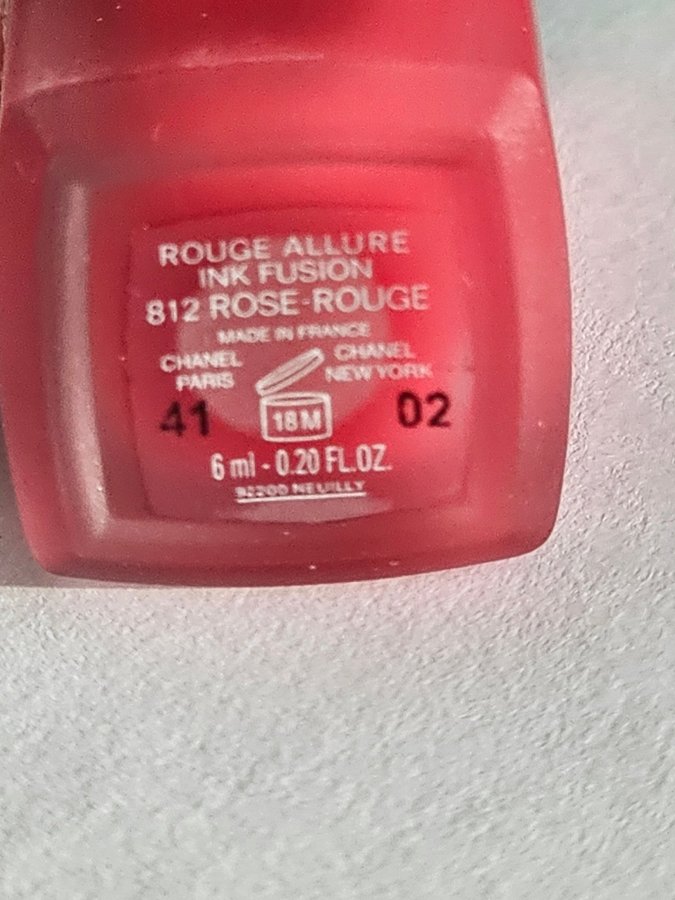 ROUGE ALLURE
INK FUSION
812 ROSE-ROUGE
MADE IN FRANCE
CHANEL CHANEL
PARIS NEW YORK
41 18M 02
6 ml - 0.20 FL.OZ.
92200 NEUILLY